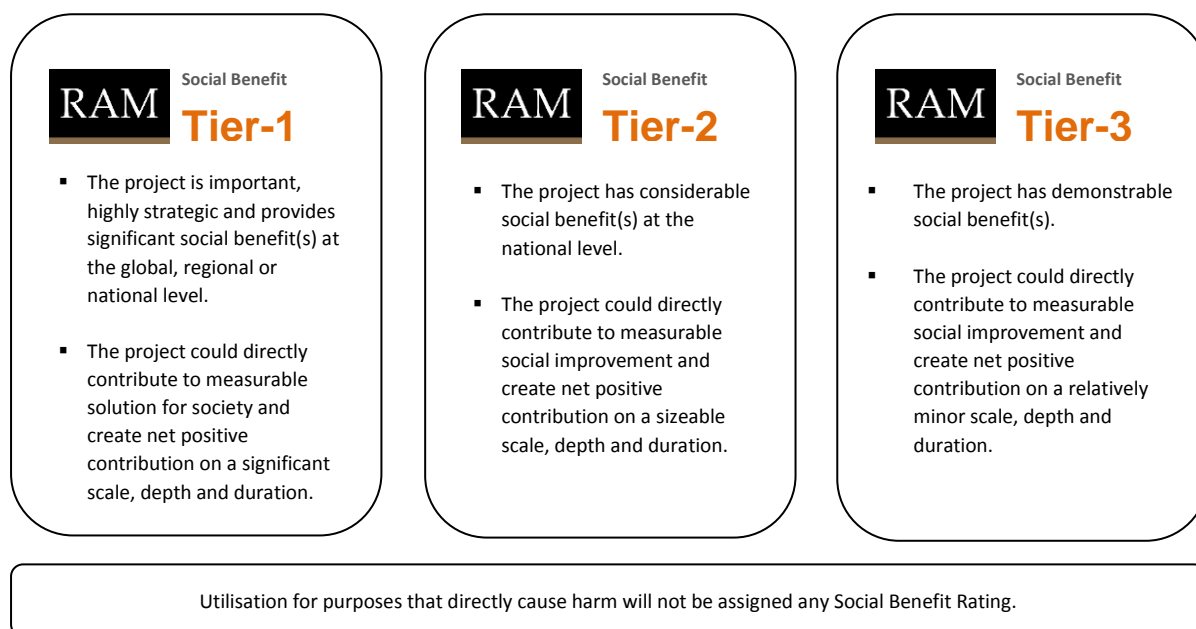 RAM
Social Benefit
Tier-1
▪ The project is important,
highly strategic and provides
significant social benefit(s) at
the global, regional or
national level.
▪ The project could directly
contribute to measurable
solution for society and
create net positive
contribution on a significant
scale, depth and duration.
RAM
Social Benefit
Tier-2
▪ The project has considerable
social benefit(s) at the
national level.
▪ The project could directly
contribute to measurable
social improvement and
create net positive
contribution on a sizeable
scale, depth and duration.
RAM
Social Benefit
Tier-3
▪ The project has demonstrable
social benefit(s).
▪ The project could directly
contribute to measurable
social improvement and
create net positive
contribution on a relatively
minor scale, depth and
duration.
Utilisation for purposes that directly cause harm will not be assigned any Social Benefit Rating.